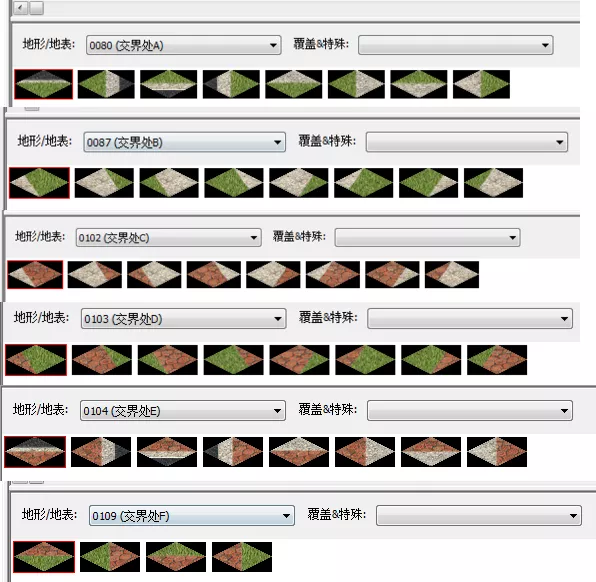 地形/地表: 0080 (交界处A) 覆盖&特殊:
地形/地表: 0087 (交界处B) 覆盖&特殊:
地形/地表: 0102 (交界处C) 覆盖&特殊:
地形/地表: 0103 (交界处D) 覆盖&特殊:
地形/地表: 0104 (交界处E) 覆盖&特殊:
地形/地表: 0109 (交界处F) 覆盖&特殊: